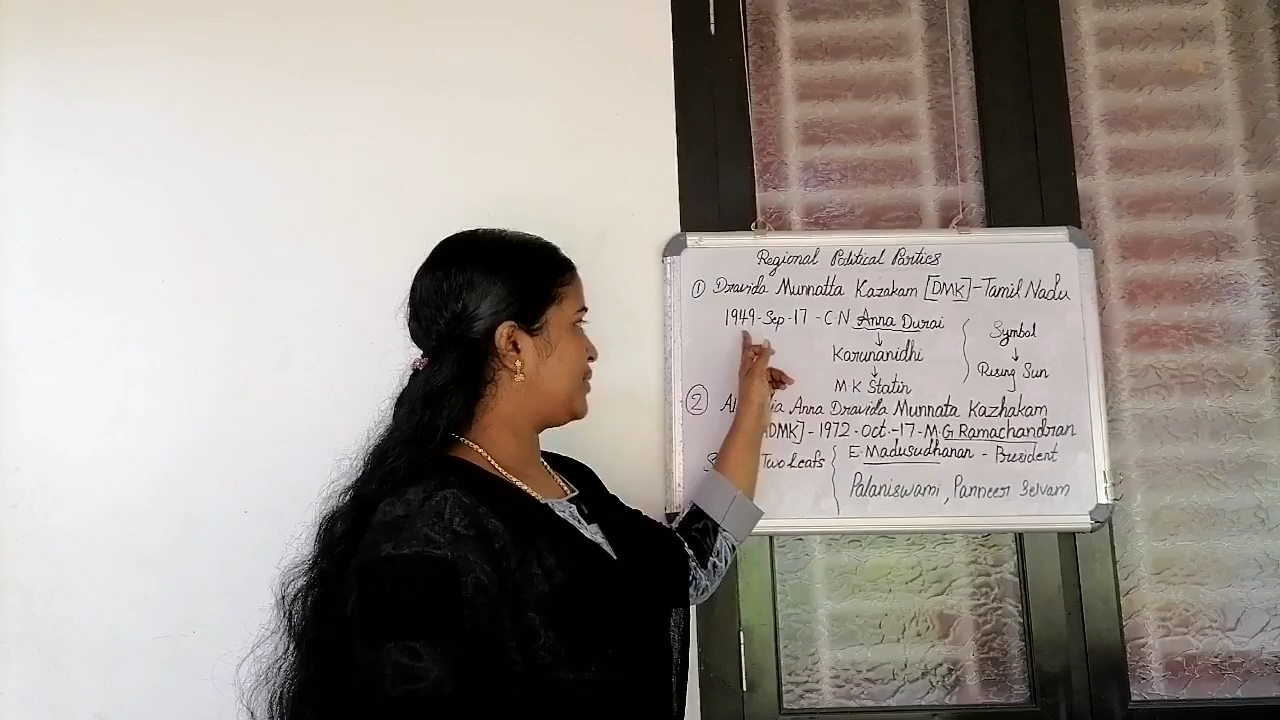 Regional Political Parties
① Dravida Munnatta Kazakam [DMK] - Tamil Nadu
1949 - Sep - 17 - C N Anna Durai
↓
Karunanidhi
↓
M K Statin
Symbol
↓
Rising Sun
② Anna Dravida Munnata Kazhakam
DMK] - 1972 - Oct. - 17 - M.G Ramachandran
Two Leafs
E. Madusudhanan - President
Palaniswami, Panneer Selvam